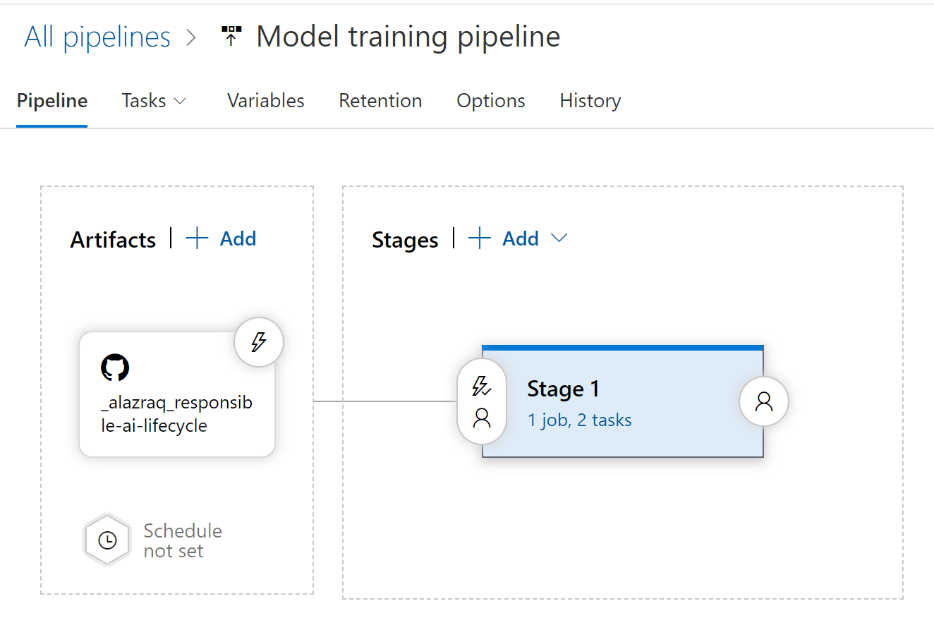 All pipelines > Model training pipeline
Pipeline Tasks Variables Retention Options History
Artifacts | + Add
Stages | + Add
_alazraq_responsib
le-ai-lifecycle
Schedule
not set
Stage 1
1 job, 2 tasks